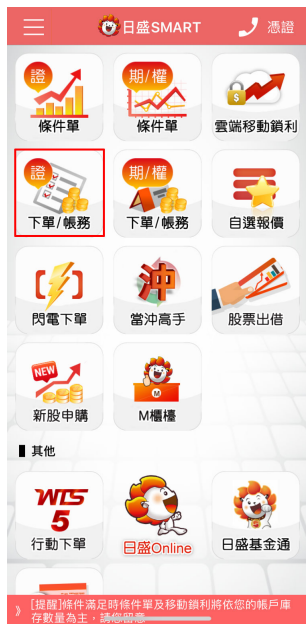 日盛SMART 憑證
證 期/權
$
條件單 條件單 雲端移動鎖利
證 期/權
下單/帳務 下單/帳務 自選報價
沖
閃電下單 當沖高手 股票出借
NEW
M
新股申購 M櫃檯
其他
WTS
5
行動下單 日盛Online 日盛基金通
[提醒]條件滿足時條件單及移動鎖利將依您的帳戶庫
存數量為主，請您留意